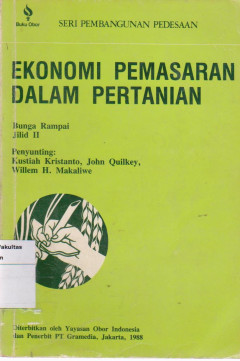 Buku Obor
SERI PEMBANGUNAN PEDESAAN
EKONOMI PEMASARAN
DALAM PERTANIAN
Bunga Rampai
Jilid II
Penyunting:
Kustiah Kristanto, John Quilkey,
Willem H. Makaliwe
Fakultas
Diterbitkan oleh Yayasan Obor Indonesia
dan Penerbit PT Gramedia, Jakarta, 1988